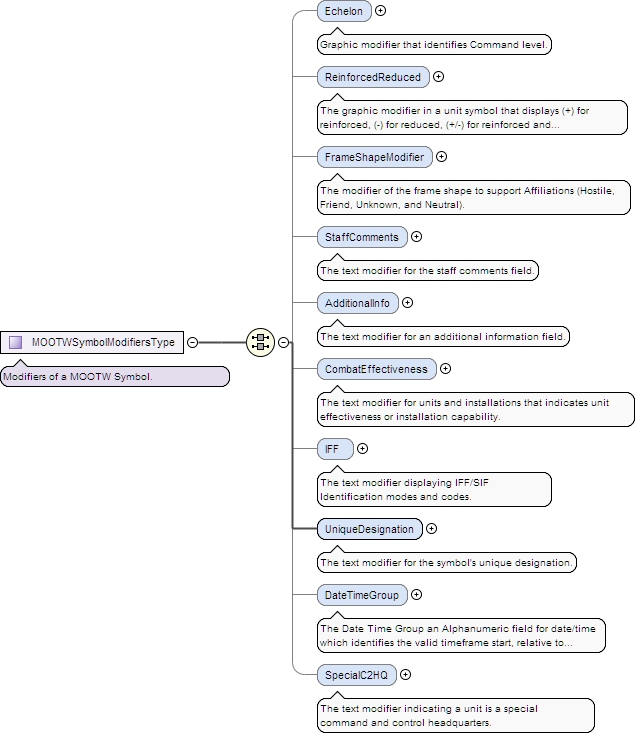 Echelon
Graphic modifier that identifies Command level.
ReinforcedReduced
The graphic modifier in a unit symbol that displays (+) for
reinforced, (-) for reduced, (+/-) for reinforced and...
FrameShapeModifier
The modifier of the frame shape to support Affiliations (Hostile,
Friend, Unknown, and Neutral).
StaffComments
The text modifier for the staff comments field.
AdditionalInfo
The text modifier for an additional information field.
MOOTWSymbolModifiersType
Modifiers of a MOOTW Symbol.
CombatEffectiveness
The text modifier for units and installations that indicates unit
effectiveness or installation capability.
IFF
The text modifier displaying IFF/SIF
Identification modes and codes.
UniqueDesignation
The text modifier for the symbol's unique designation.
DateTimeGroup
The Date Time Group an Alphanumeric field for date/time
which identifies the valid timeframe start, relative to...
SpecialC2HQ
The text modifier indicating a unit is a special
command and control headquarters.